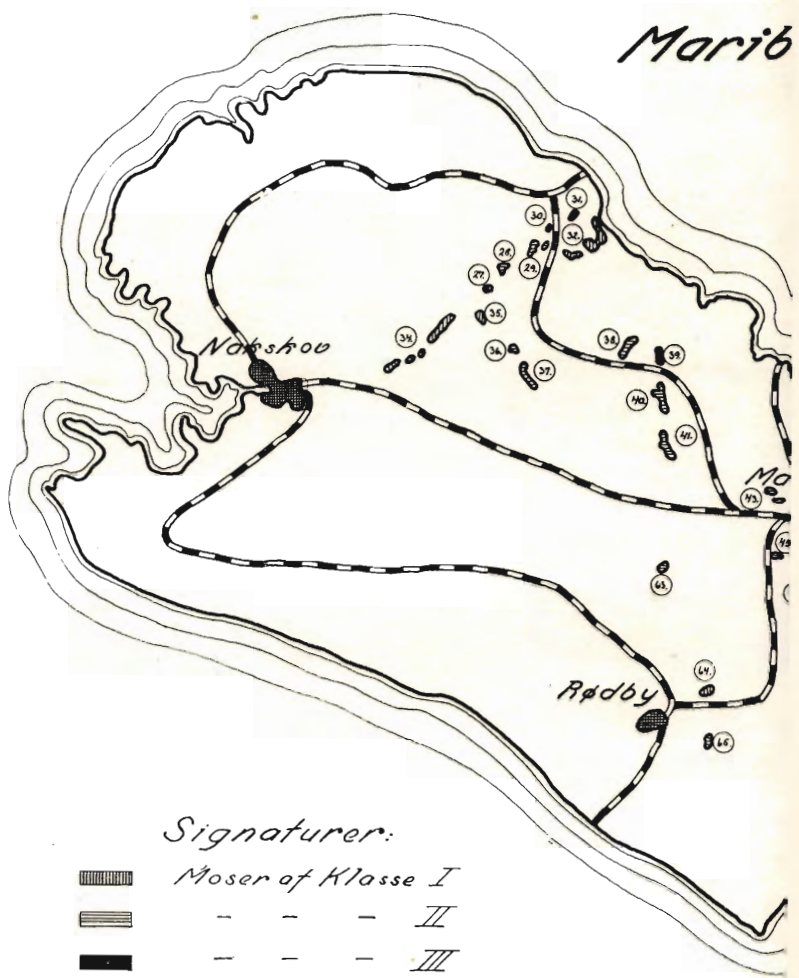 Marib
31.
30.
32.
28.
29.
27.
35.
34.
38.
Nakskov
36.
39.
37.
40.
41.
Ma
43.
63.
64.
Rødby
65.
Signaturer:
Moser af Klasse I
- - - II
- - - III